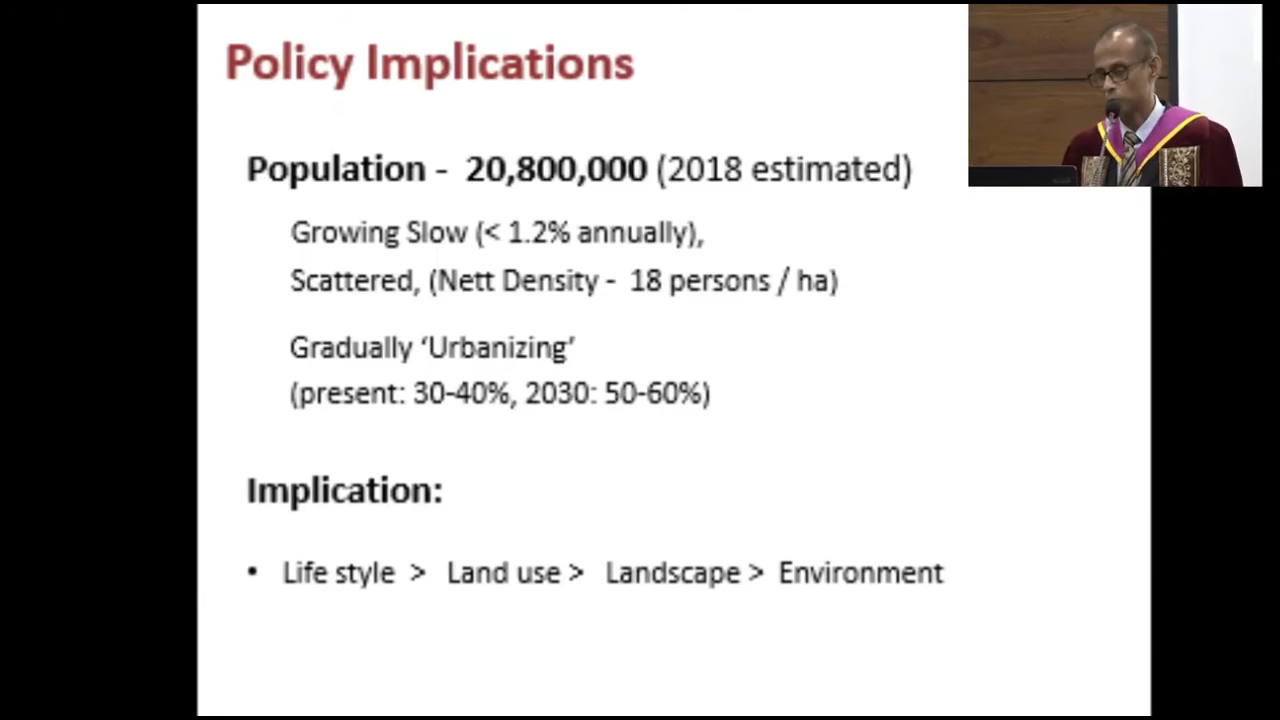 Policy Implications
Population - 20,800,000 (2018 estimated)
Growing Slow (< 1.2% annually),
Scattered, (Nett Density - 18 persons / ha)
Gradually ‘Urbanizing’
(present: 30-40%, 2030: 50-60%)
Implication:
• Life style > Land use > Landscape > Environment